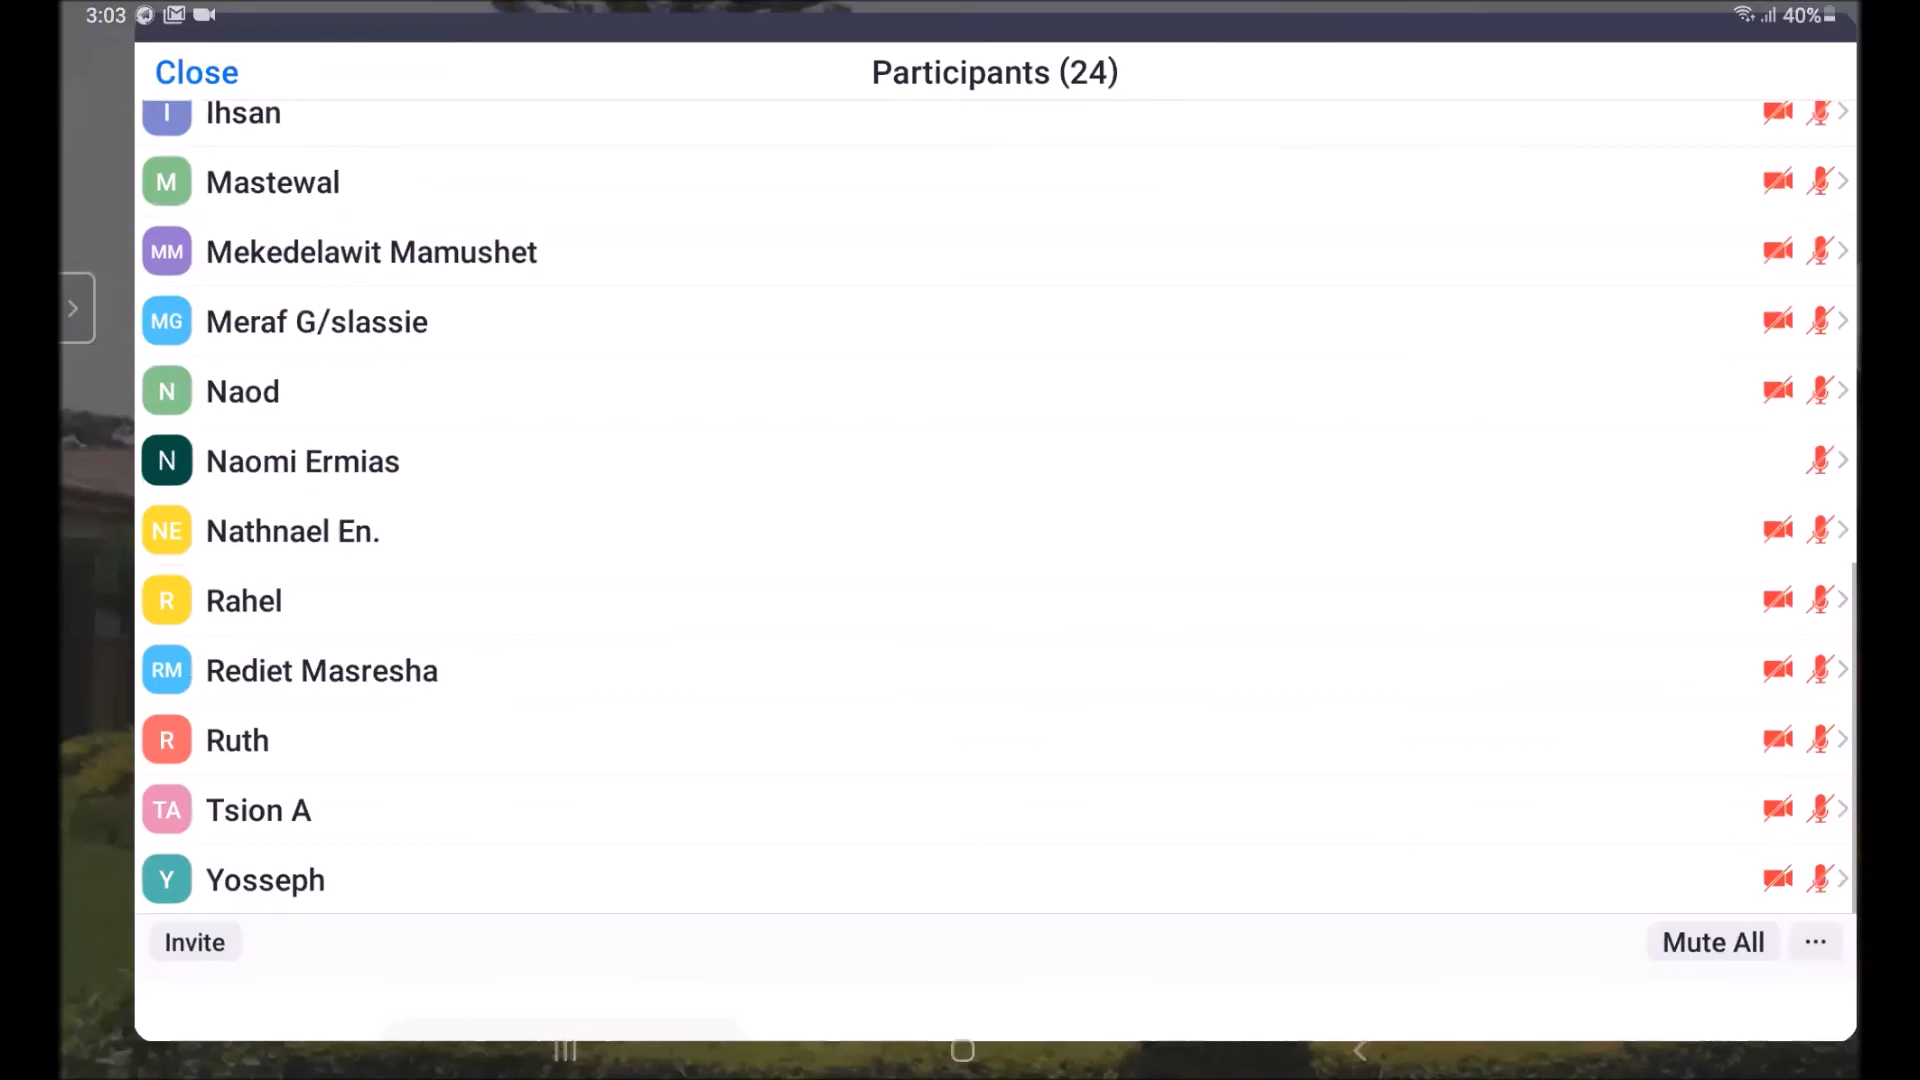 3:03
40%
Close
Participants (24)
I Ihsan
M Mastewal
MM Mekedelawit Mamushet
MG Meraf G/slassie
N Naod
N Naomi Ermias
NE Nathnael En.
R Rahel
RM Rediet Masresha
R Ruth
TA Tsion A
Y Yosseph
Invite
Mute All ...